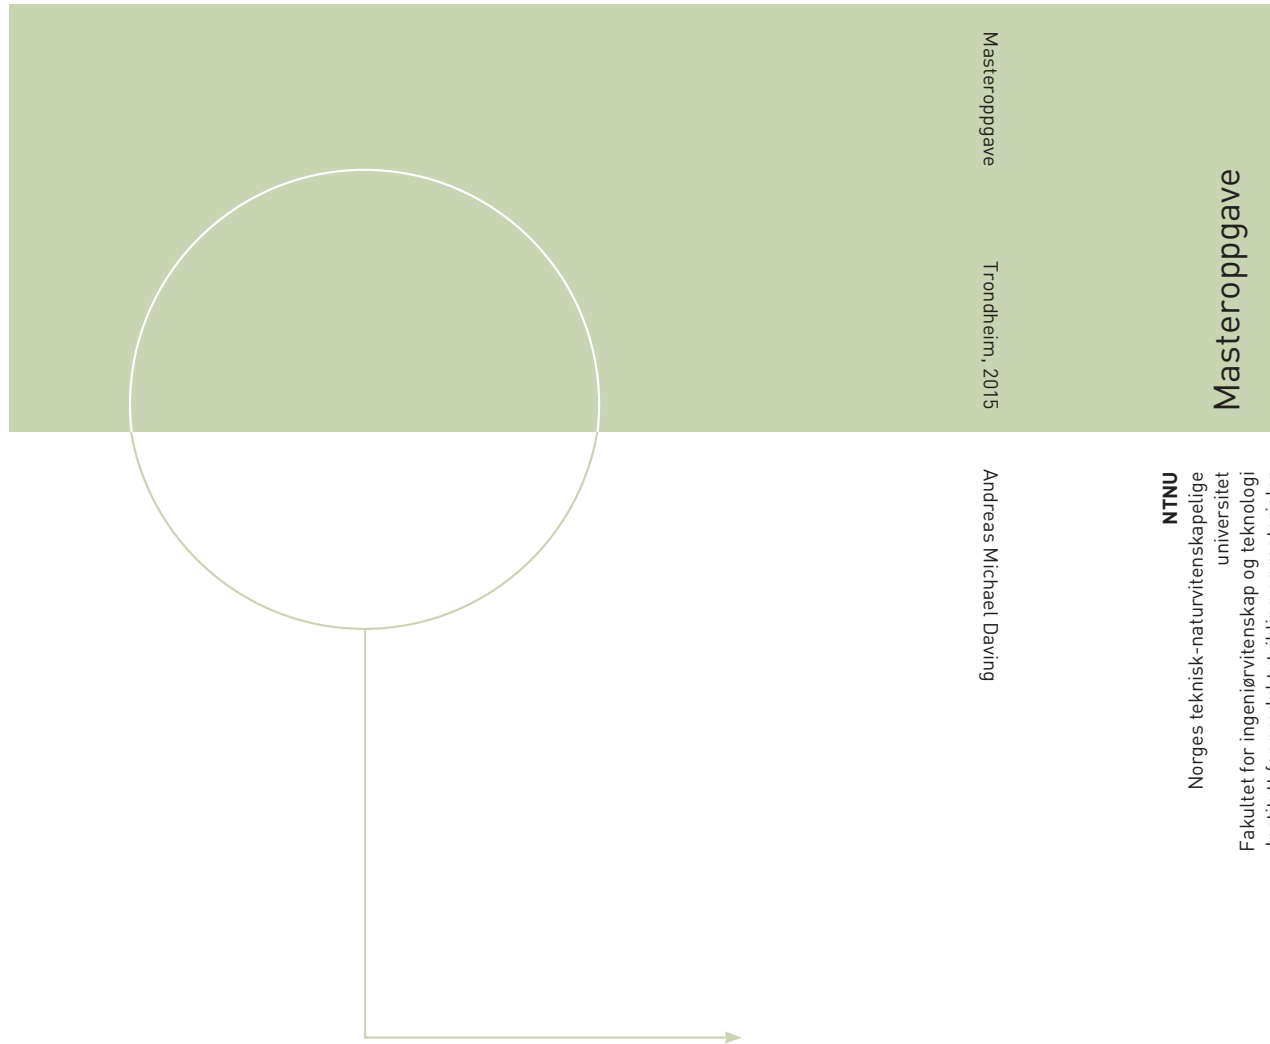 Masteroppgave
Trondheim, 2015
Andreas Michael Daving
Masteroppgave
NTNU
Norges teknisk-naturvitenskapelige
universitet
Fakultet for ingeniørvitenskap og teknologi